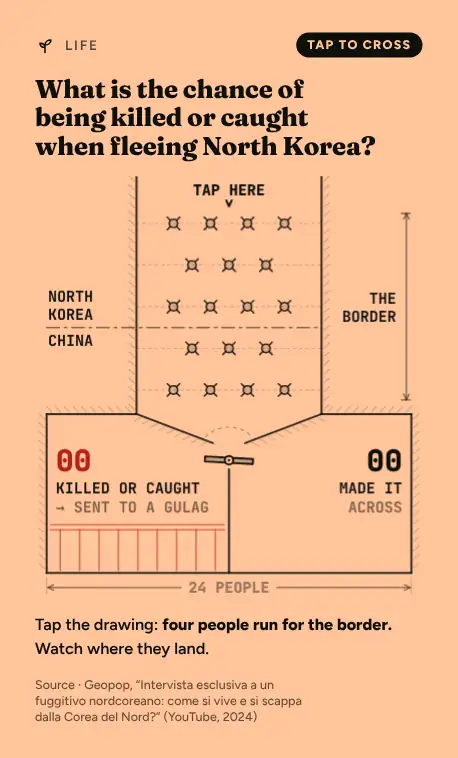 LIFE
TAP TO CROSS
What is the chance of
being killed or caught
when fleeing North Korea?
TAP HERE
NORTH
KOREA
CHINA
THE
BORDER
00
KILLED OR CAUGHT
→ SENT TO A GULAG
00
MADE IT
ACROSS
24 PEOPLE
Tap the drawing: four people run for the border.
Watch where they land.
Source · Geopop, “Intervista esclusiva a un
fuggitivo nordcoreano: come si vive e si scappa
dalla Corea del Nord?” (YouTube, 2024)